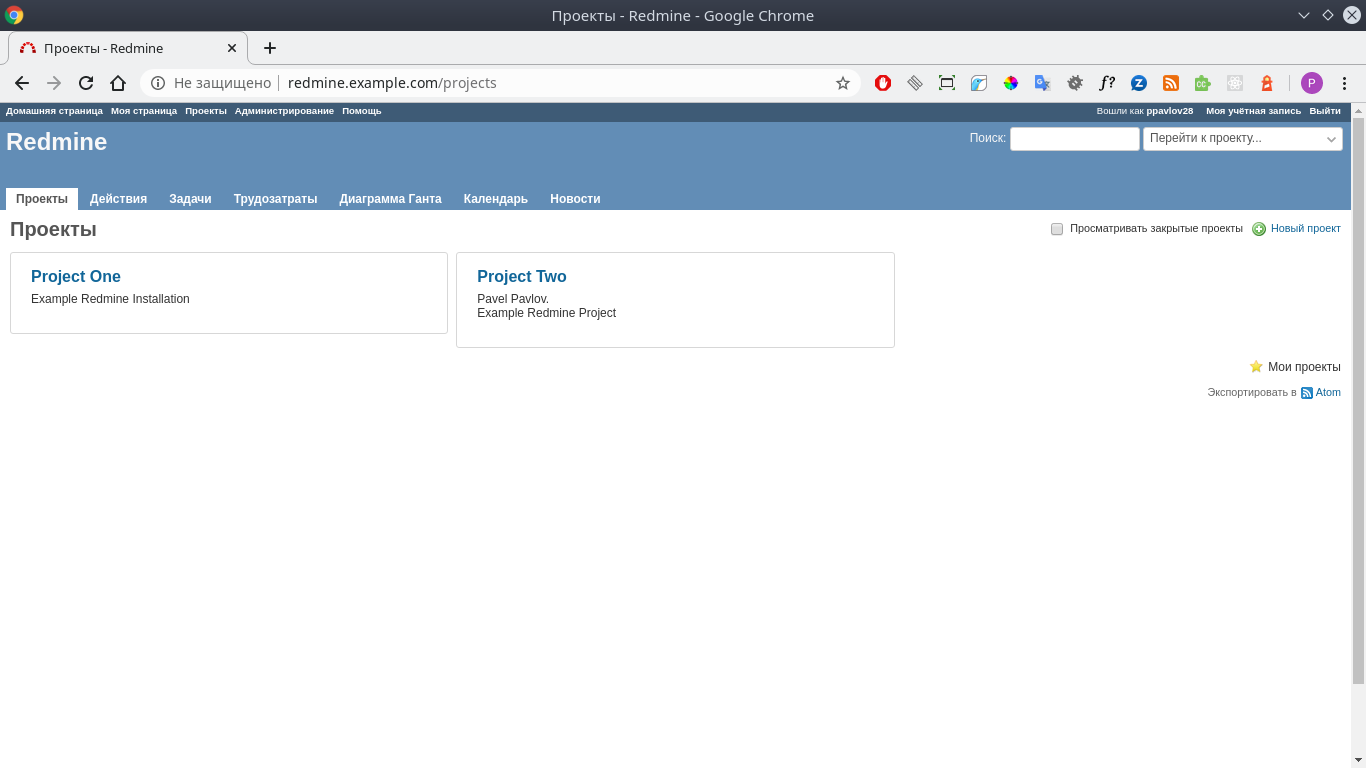 Проекты - Redmine - Google Chrome
Проекты - Redmine
Не защищено redmine.example.com/projects
f?
P
Домашняя страница Моя страница Проекты Администрирование Помощь Вошли как ppavlov28 Моя учётная запись Выйти
Redmine Поиск: Перейти к проекту...
Проекты Действия Задачи Трудозатраты Диаграмма Ганта Календарь Новости
Проекты Просматривать закрытые проекты Новый проект
Project One
Example Redmine Installation
Project Two
Pavel Pavlov.
Example Redmine Project
Мои проекты
Экспортировать в Atom